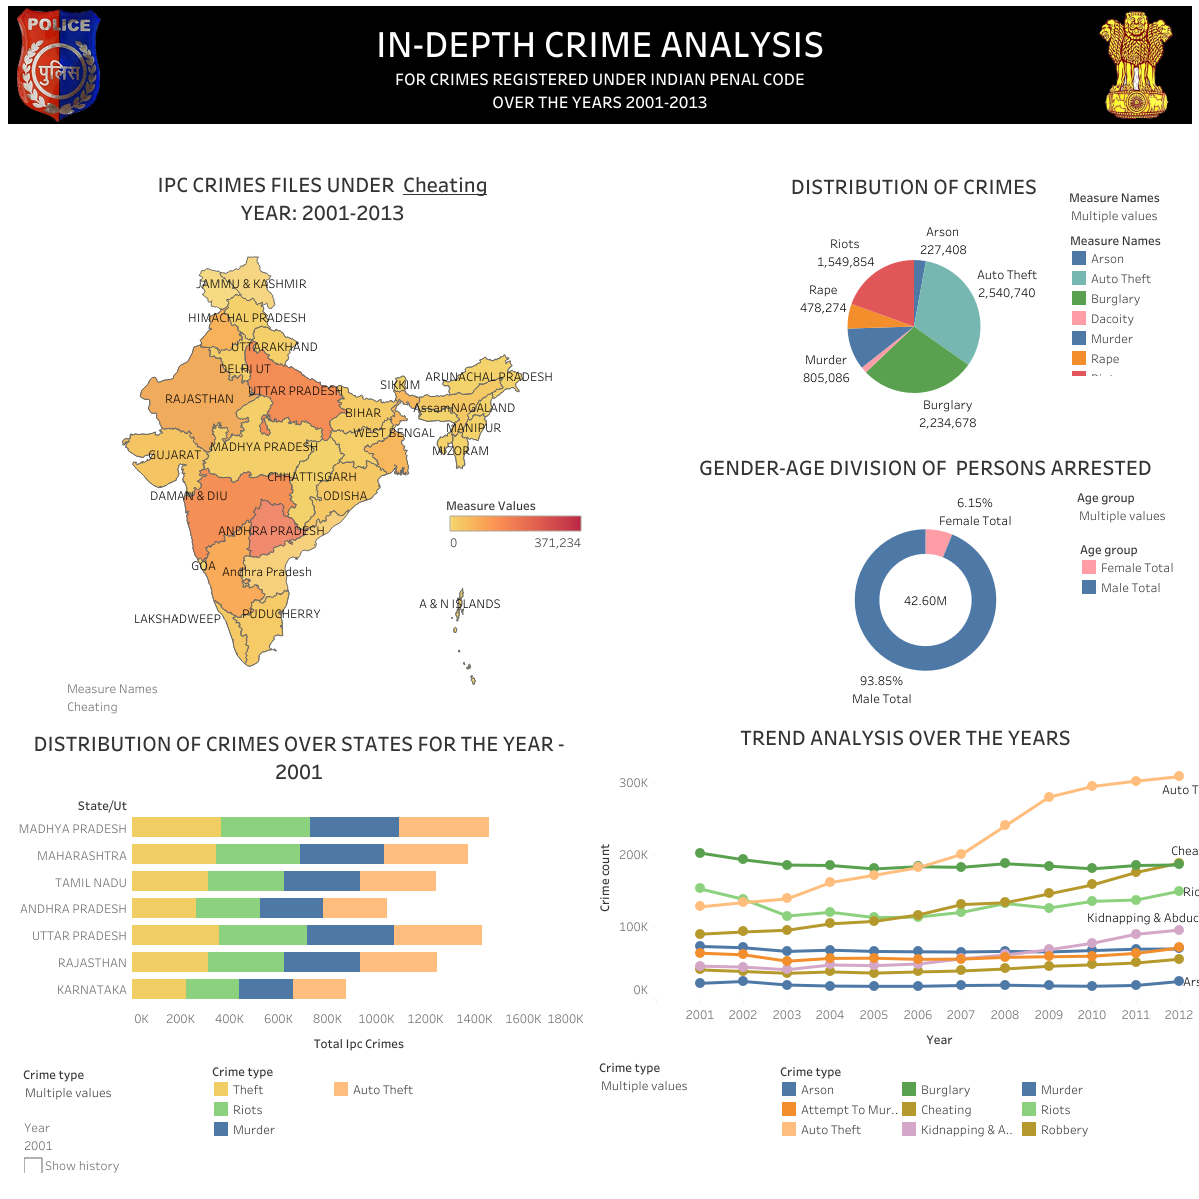 POLICE
पुलिस
IN-DEPTH CRIME ANALYSIS
FOR CRIMES REGISTERED UNDER INDIAN PENAL CODE
OVER THE YEARS 2001-2013
IPC CRIMES FILES UNDER Cheating
YEAR: 2001-2013
JAMMU & KASHMIR
HIMACHAL PRADESH
UTTARAKHAND
DELHI UT
UTTAR PRADESH
RAJASTHAN
SIKKIM
ARUNACHAL PRADESH
Assam
NAGALAND
BIHAR
MANIPUR
WEST BENGAL
MIZORAM
GUJARAT
MADHYA PRADESH
CHHATTISGARH
DAMAN & DIU
ODISHA
ANDHRA PRADESH
GOA
Andhra Pradesh
A & N ISLANDS
LAKSHADWEEP
PUDUCHERRY
Measure Values
0
371,234
Measure Names
Cheating
DISTRIBUTION OF CRIMES
Arson
227,408
Riots
1,549,854
Auto Theft
2,540,740
Rape
478,274
Murder
805,086
Burglary
2,234,678
Measure Names
Multiple values
Measure Names
Arson
Auto Theft
Burglary
Dacoity
Murder
Rape
GENDER-AGE DIVISION OF PERSONS ARRESTED
6.15%
Female Total
42.60M
93.85%
Male Total
Age group
Multiple values
Age group
Female Total
Male Total
DISTRIBUTION OF CRIMES OVER STATES FOR THE YEAR -
2001
State/Ut
MADHYA PRADESH
MAHARASHTRA
TAMIL NADU
ANDHRA PRADESH
UTTAR PRADESH
RAJASTHAN
KARNATAKA
0K 200K 400K 600K 800K 1000K 1200K 1400K 1600K 1800K
Total Ipc Crimes
Crime type
Multiple values
Year
2001
Show history
Crime type
Theft
Auto Theft
Riots
Murder
TREND ANALYSIS OVER THE YEARS
Crime count
300K
200K
100K
0K
Auto T
Chea
Ric
Kidnapping & Abduc
Ars
2001 2002 2003 2004 2005 2006 2007 2008 2009 2010 2011 2012
Year
Crime type
Multiple values
Crime type
Arson
Burglary
Murder
Attempt To Mur..
Cheating
Riots
Auto Theft
Kidnapping & A..
Robbery